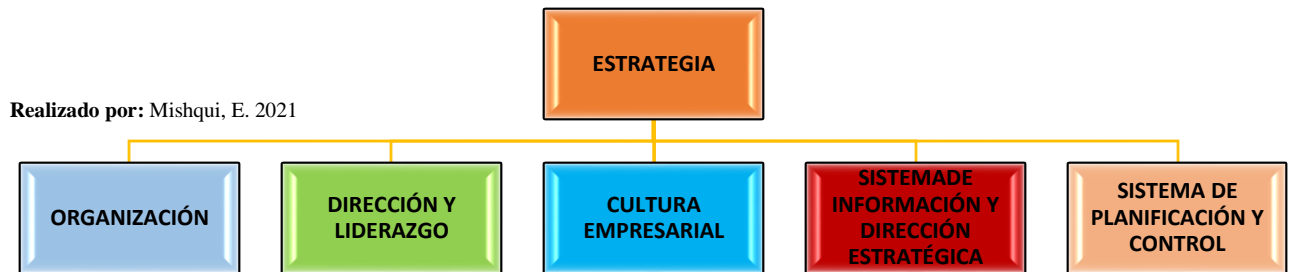 ESTRATEGIA
Realizado por: Mishqui, E. 2021
ORGANIZACIÓN
DIRECCIÓN Y
LIDERAZGO
CULTURA
EMPRESARIAL
SISTEMADE
INFORMACIÓN Y
DIRECCIÓN
ESTRATÉGICA
SISTEMA DE
PLANIFICACIÓN Y
CONTROL